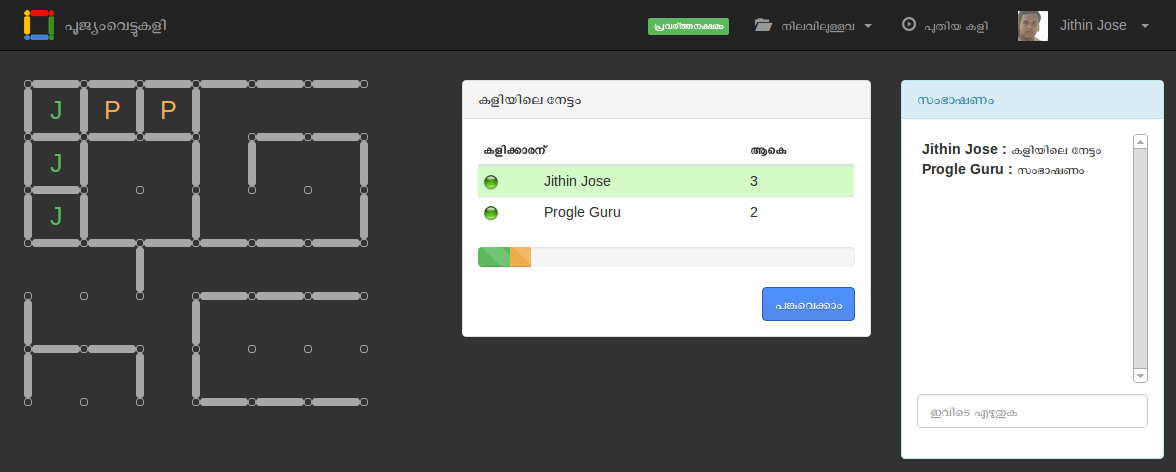 പൂജ്യംവെട്ടുകളി
പ്രവര്‍ത്തനക്ഷമം
നിലവിലുള്ളവ
പുതിയ കളി
Jithin Jose
J P P
J
J
കളിയിലെ നേട്ടം
കളിക്കാരന് ആകെ
Jithin Jose 3
Progle Guru 2
പങ്കുവെക്കാം
സംഭാഷണം
Jithin Jose : കളിയിലെ നേട്ടം
Progle Guru : സംഭാഷണം
ഇവിടെ എഴുതുക